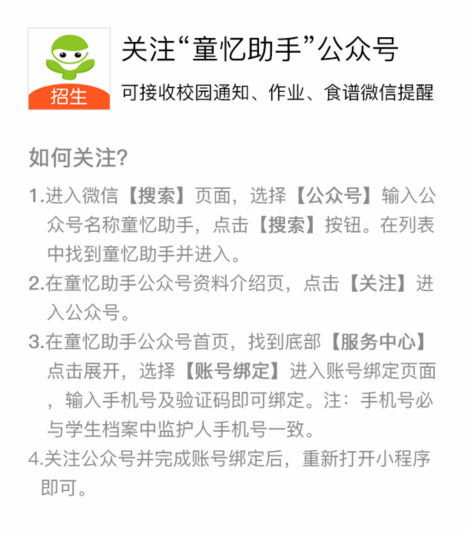 关注“童忆助手”公众号
招生
可接收校园通知、作业、食谱微信提醒
如何关注?
1.进入微信【搜索】页面，选择【公众号】输入公
众号名称童忆助手，点击【搜索】按钮。在列表
中找到童忆助手并进入。
2.在童忆助手公众号资料介绍页，点击【关注】进
入公众号。
3.在童忆助手公众号首页，找到底部【服务中心】
点击展开，选择【账号绑定】进入账号绑定页面
，输入手机号及验证码即可绑定。注：手机号必
与学生档案中监护人手机号一致。
4.关注公众号并完成账号绑定后，重新打开小程序
即可。